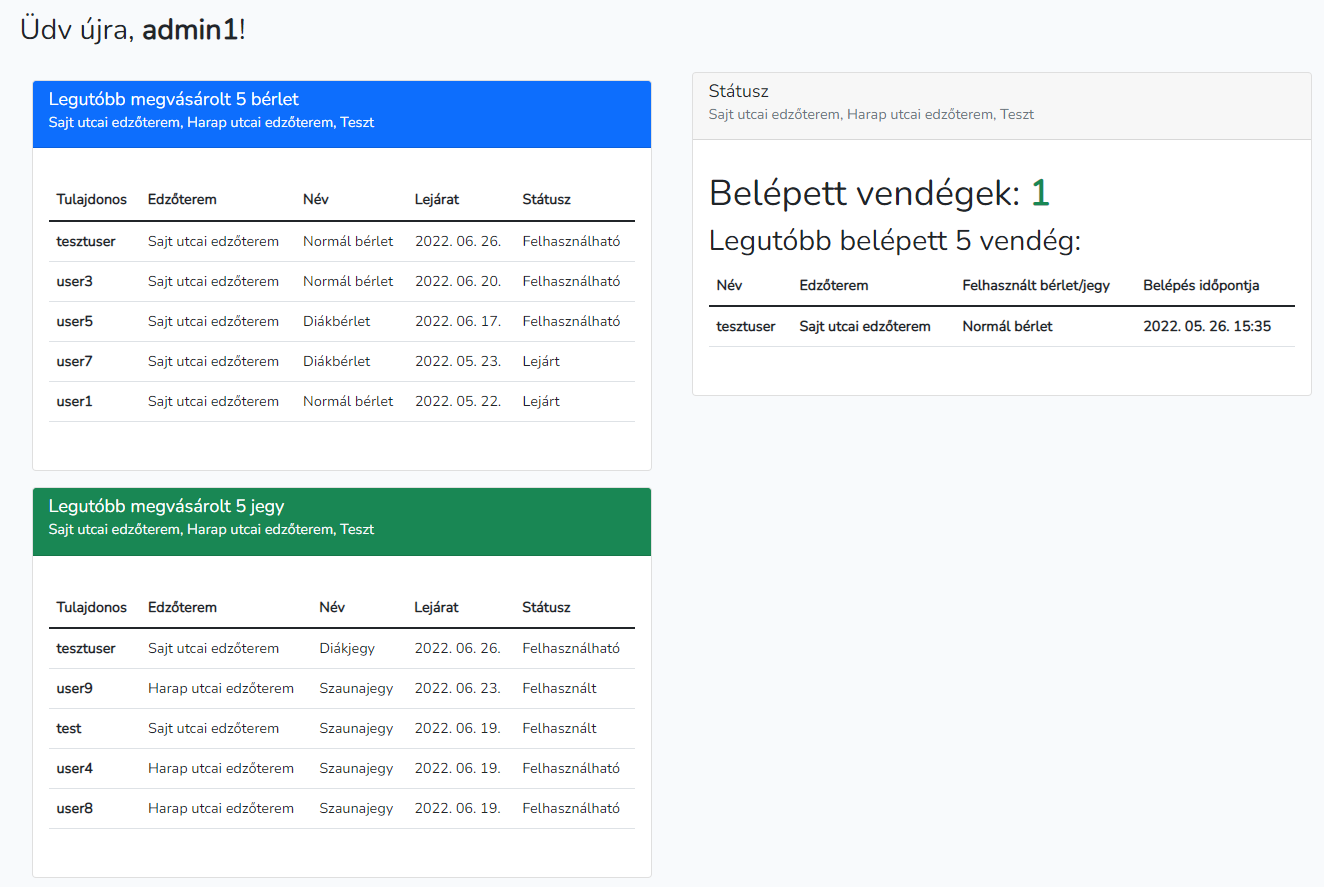 Üdv újra, admin1!
Legutóbb megvásárolt 5 bérlet
Sajt utcai edzőterem, Harap utcai edzőterem, Teszt
Tulajdonos Edzőterem Név Lejárat Státusz
tesztuser Sajt utcai edzőterem Normál bérlet 2022. 06. 26. Felhasználható
user3 Sajt utcai edzőterem Normál bérlet 2022. 06. 20. Felhasználható
user5 Sajt utcai edzőterem Diákbérlet 2022. 06. 17. Felhasználható
user7 Sajt utcai edzőterem Diákbérlet 2022. 05. 23. Lejárt
user1 Sajt utcai edzőterem Normál bérlet 2022. 05. 22. Lejárt
Legutóbb megvásárolt 5 jegy
Sajt utcai edzőterem, Harap utcai edzőterem, Teszt
Tulajdonos Edzőterem Név Lejárat Státusz
tesztuser Sajt utcai edzőterem Diákjegy 2022. 06. 26. Felhasználható
user9 Harap utcai edzőterem Szaunajegy 2022. 06. 23. Felhasznált
test Sajt utcai edzőterem Szaunajegy 2022. 06. 19. Felhasznált
user4 Harap utcai edzőterem Szaunajegy 2022. 06. 19. Felhasználható
user8 Harap utcai edzőterem Szaunajegy 2022. 06. 19. Felhasználható
Státusz
Sajt utcai edzőterem, Harap utcai edzőterem, Teszt
Belépett vendégek: 1
Legutóbb belépett 5 vendég:
Név Edzőterem Felhasznált bérlet/jegy Belépés időpontja
tesztuser Sajt utcai edzőterem Normál bérlet 2022. 05. 26. 15:35